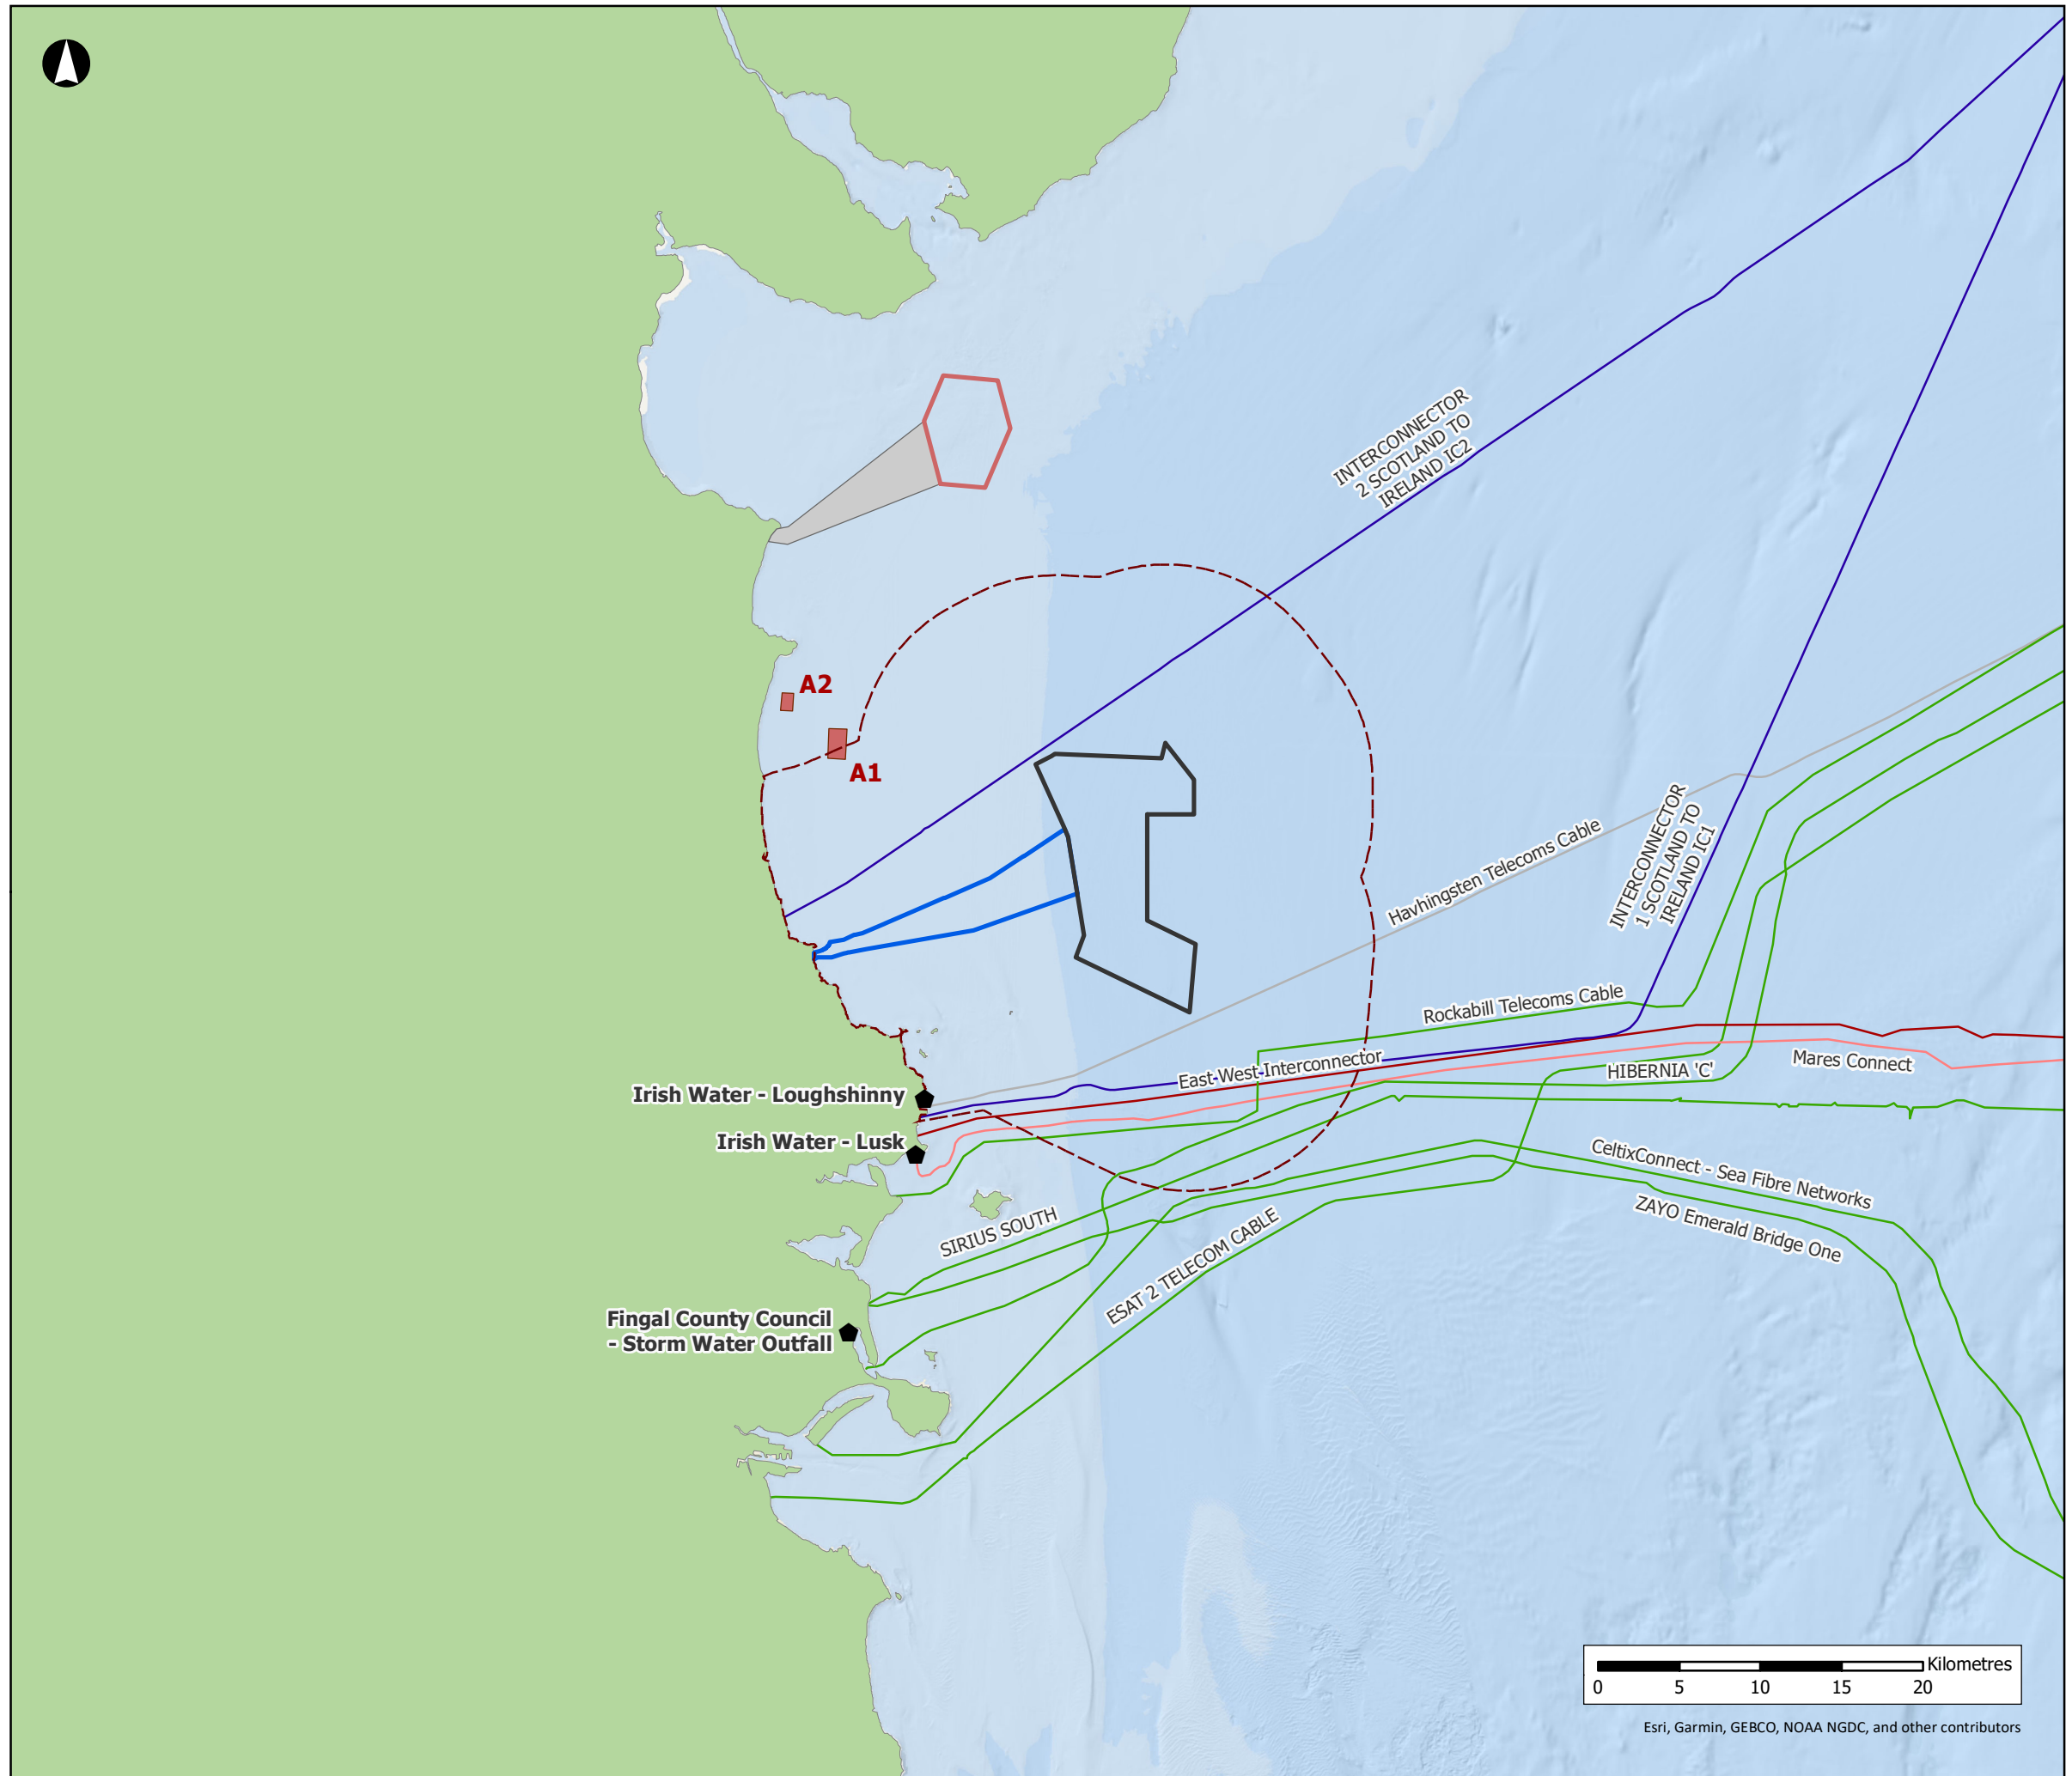 INTERCONNECTOR
2 SCOTLAND TO
IRELAND IC2
A2
A1
INTERCONNECTOR
1 SCOTLAND TO
IRELAND IC1
Havhingsten Telecoms Cable
Rockabill Telecoms Cable
East West Interconnector
Mares Connect
HIBERNIA 'C'
Irish Water - Loughshinny
Irish Water - Lusk
CeltixConnect - Sea Fibre Networks
ZAYO Emerald Bridge One
SIRIUS SOUTH
ESAT 2 TELECOM CABLE
Fingal County Council
- Storm Water Outfall
Kilometres
0 5 10 15 20
Esri, Garmin, GEBCO, NOAA NGDC, and other contributors